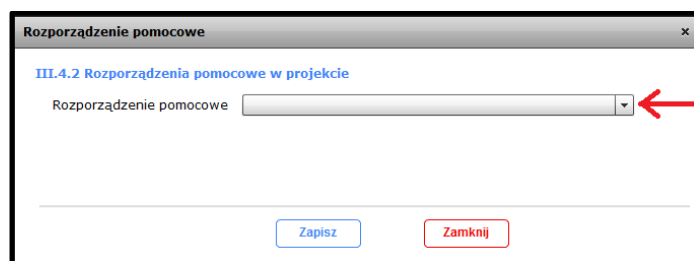 Rozporządzenie pomocowe ×
III.4.2 Rozporządzenia pomocowe w projekcie
Rozporządzenie pomocowe
Zapisz Zamknij